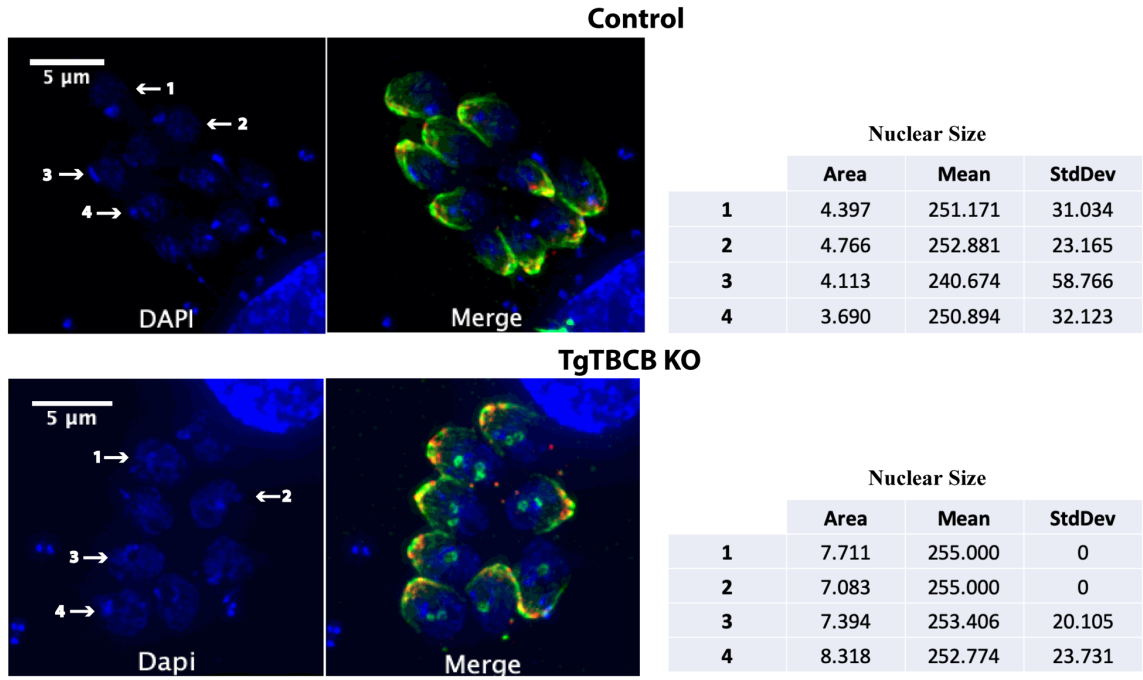 Control
5 μm
← 1
← 2
3 →
4 →
DAPI
Merge
Nuclear Size
Area Mean StdDev
1 4.397 251.171 31.034
2 4.766 252.881 23.165
3 4.113 240.674 58.766
4 3.690 250.894 32.123
TgTBCB KO
5 μm
1 →
← 2
3 →
4 →
Dapi
Merge
Nuclear Size
Area Mean StdDev
1 7.711 255.000 0
2 7.083 255.000 0
3 7.394 253.406 20.105
4 8.318 252.774 23.731